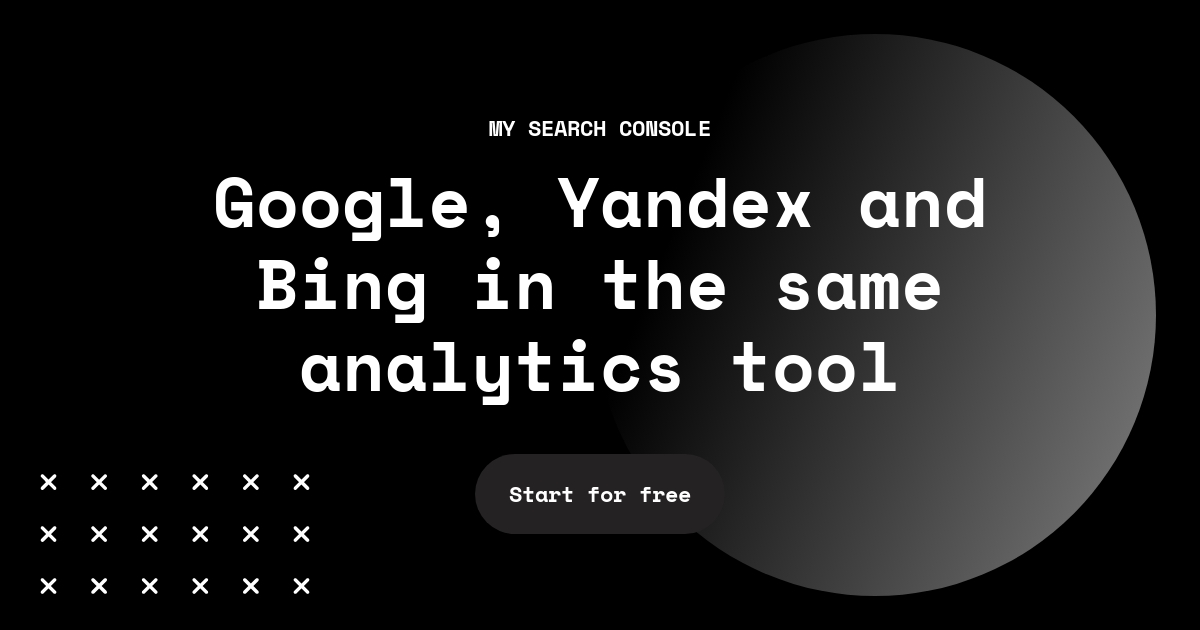 MY SEARCH CONSOLE
Google, Yandex and
Bing in the same
analytics tool
Start for free